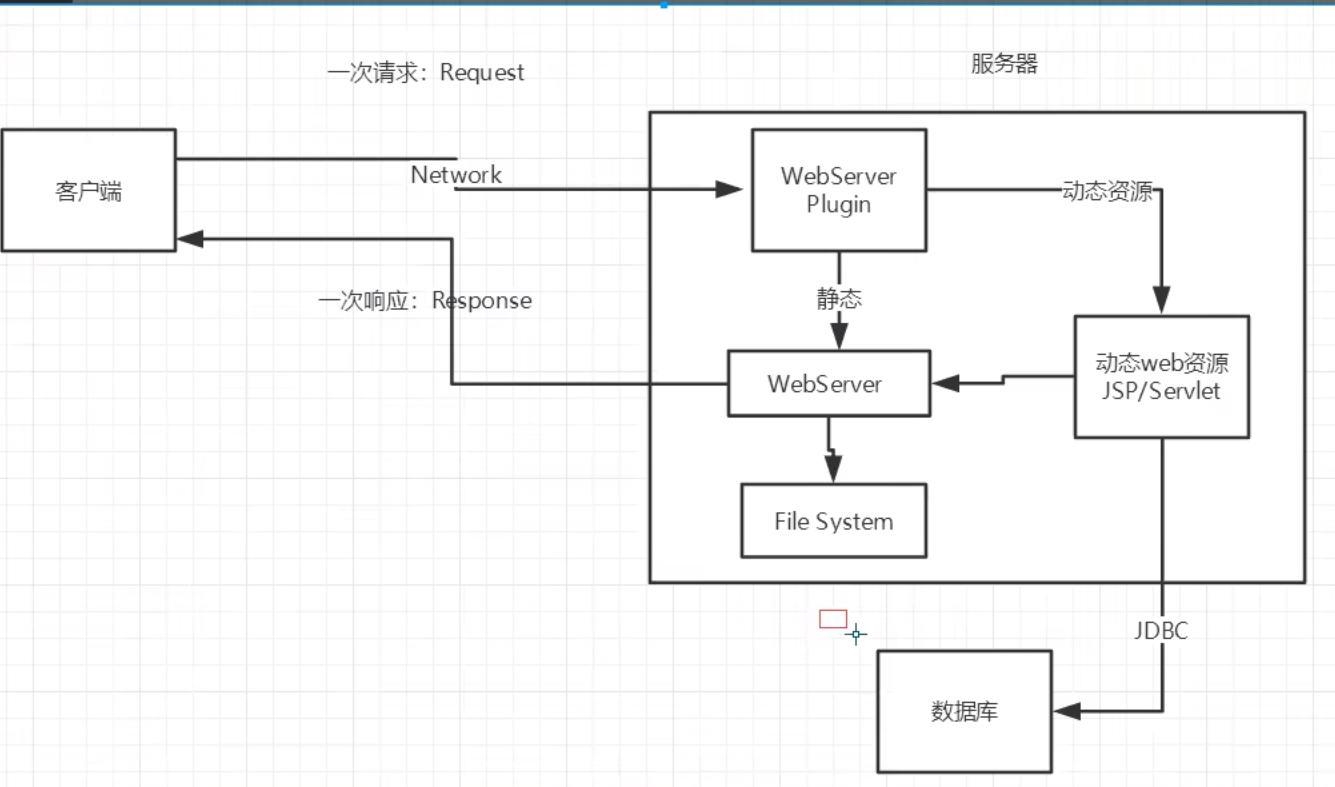 一次请求：Request
服务器
客户端
Network
WebServer
Plugin
动态资源
一次响应：Response
静态
动态web资源
JSP/Servlet
WebServer
File System
JDBC
数据库